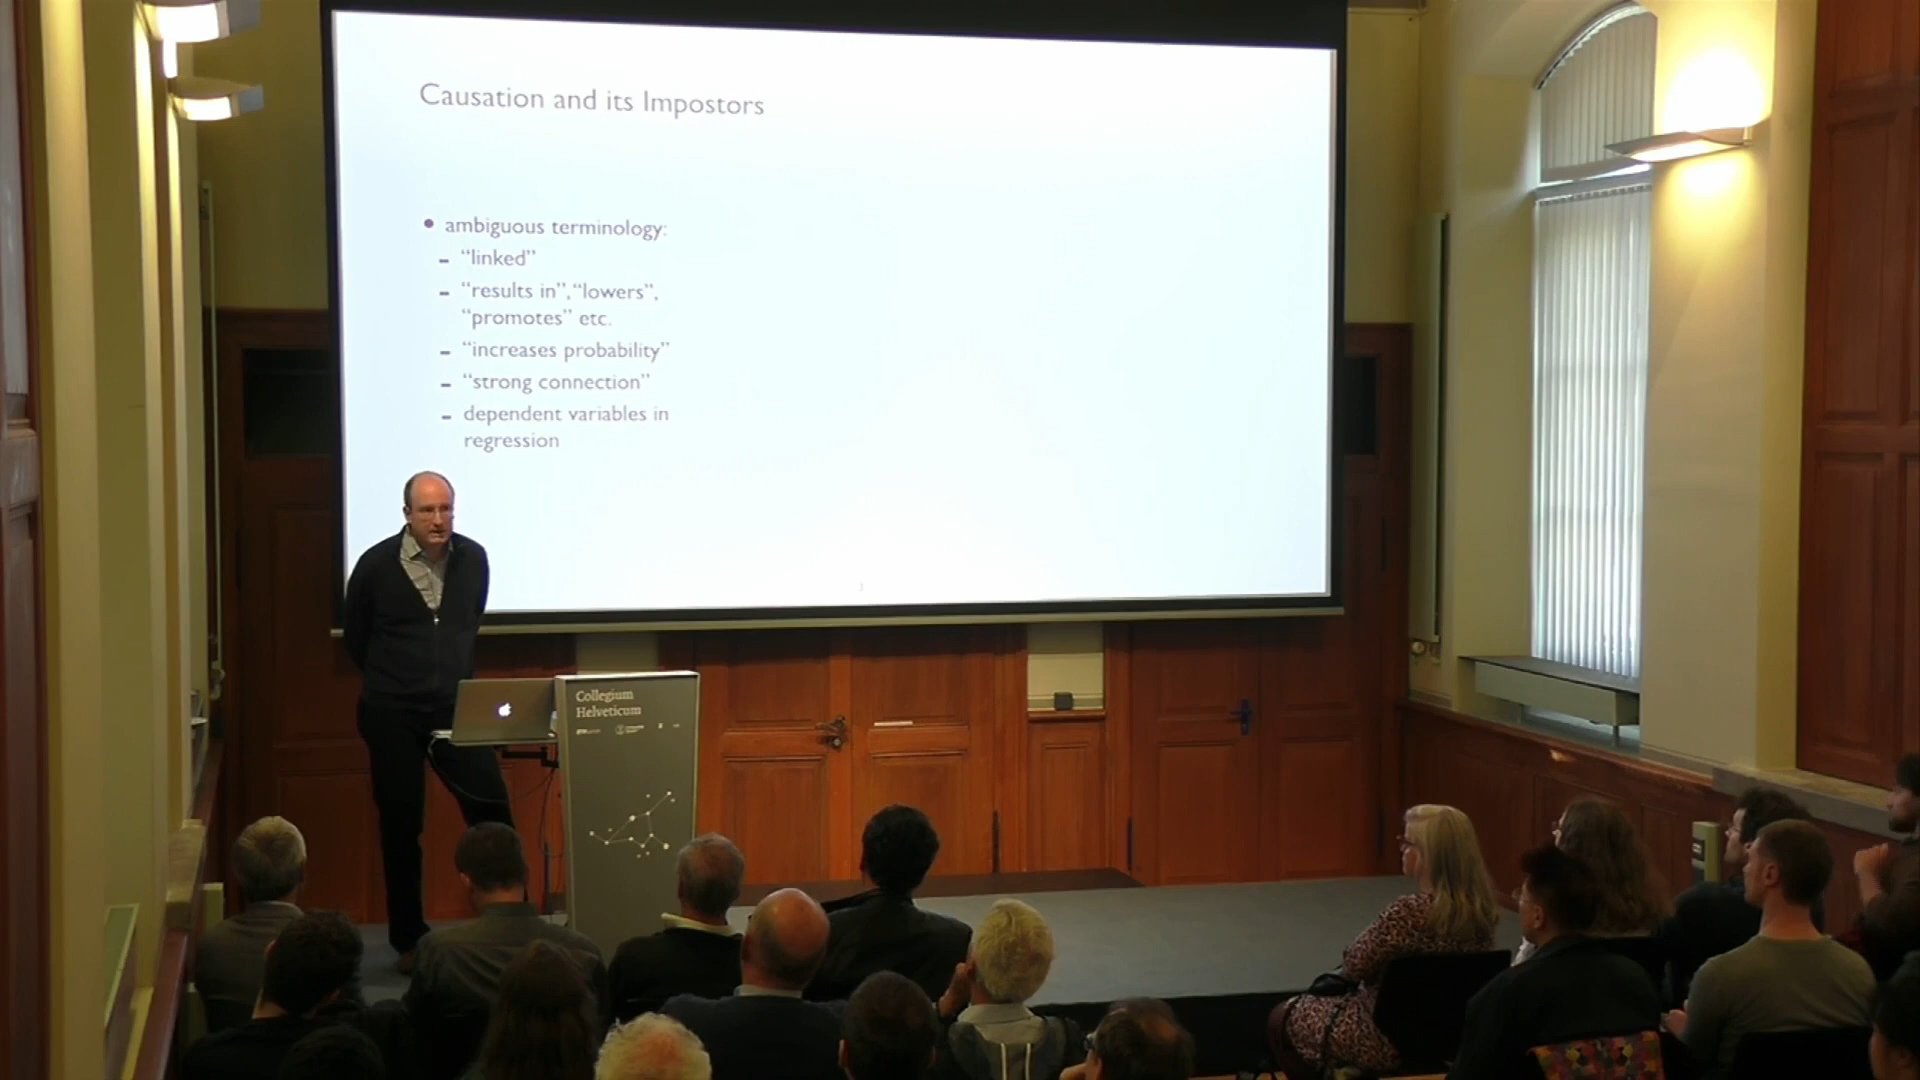 Causation and its Impostors
• ambiguous terminology:
- “linked”
- “results in”, “lowers”,
“promotes” etc.
- “increases probability”
- “strong connection”
- dependent variables in
regression
Collegium
Helveticum